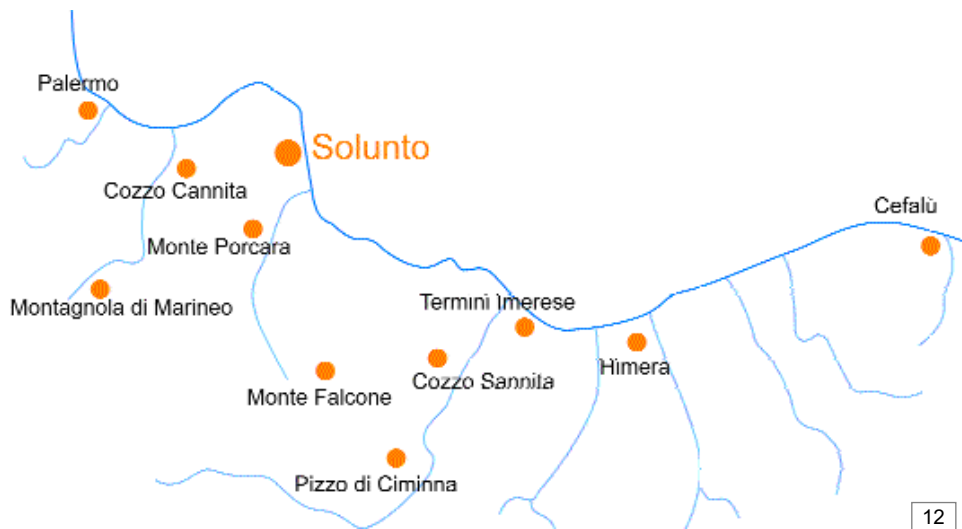 Palermo
Solunto
Cozzo Cannita
Cefalù
Monte Porcara
Montagnola di Marineo
Termini Imerese
Himera
Cozzo Sannita
Monte Falcone
Pizzo di Ciminna
12